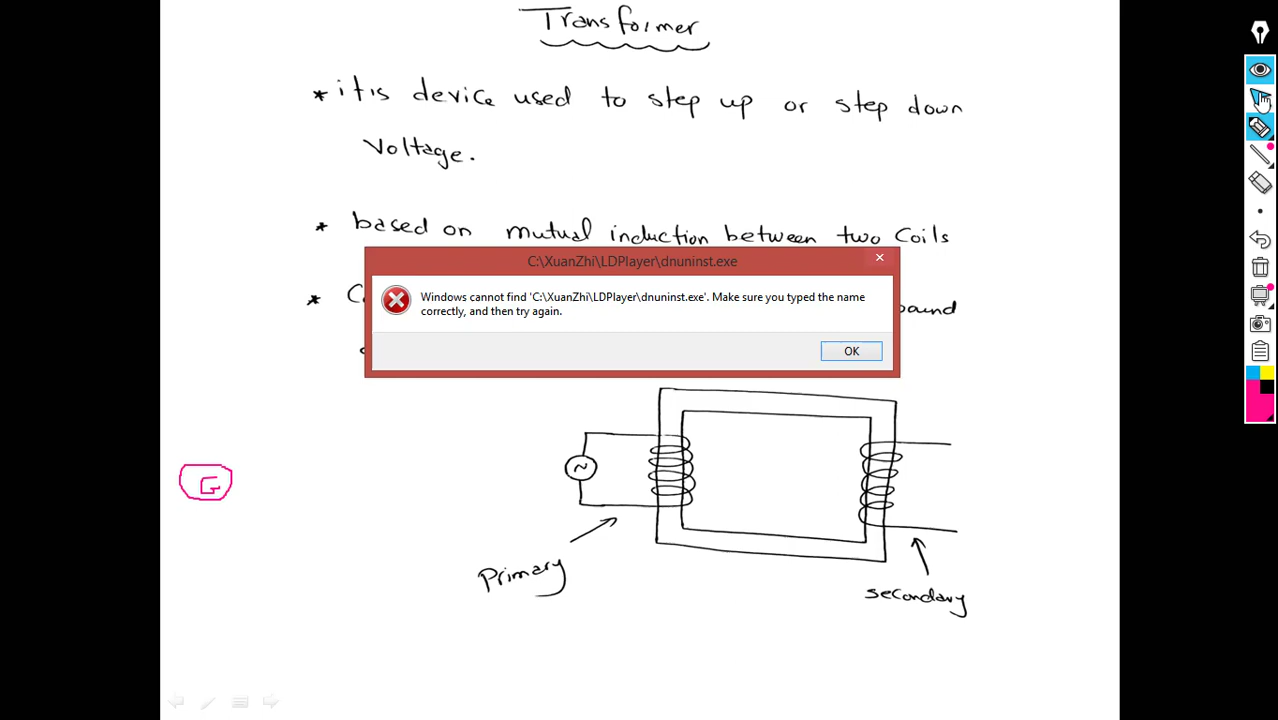 Transformer
* it is device used to step up or step down
Voltage.
* based on mutual induction between two Coils
C:\XuanZhi\LDPlayer\dnuninst.exe
Windows cannot find 'C:\XuanZhi\LDPlayer\dnuninst.exe'. Make sure you typed the name
correctly, and then try again.
*
OK
G
Primary
secondary